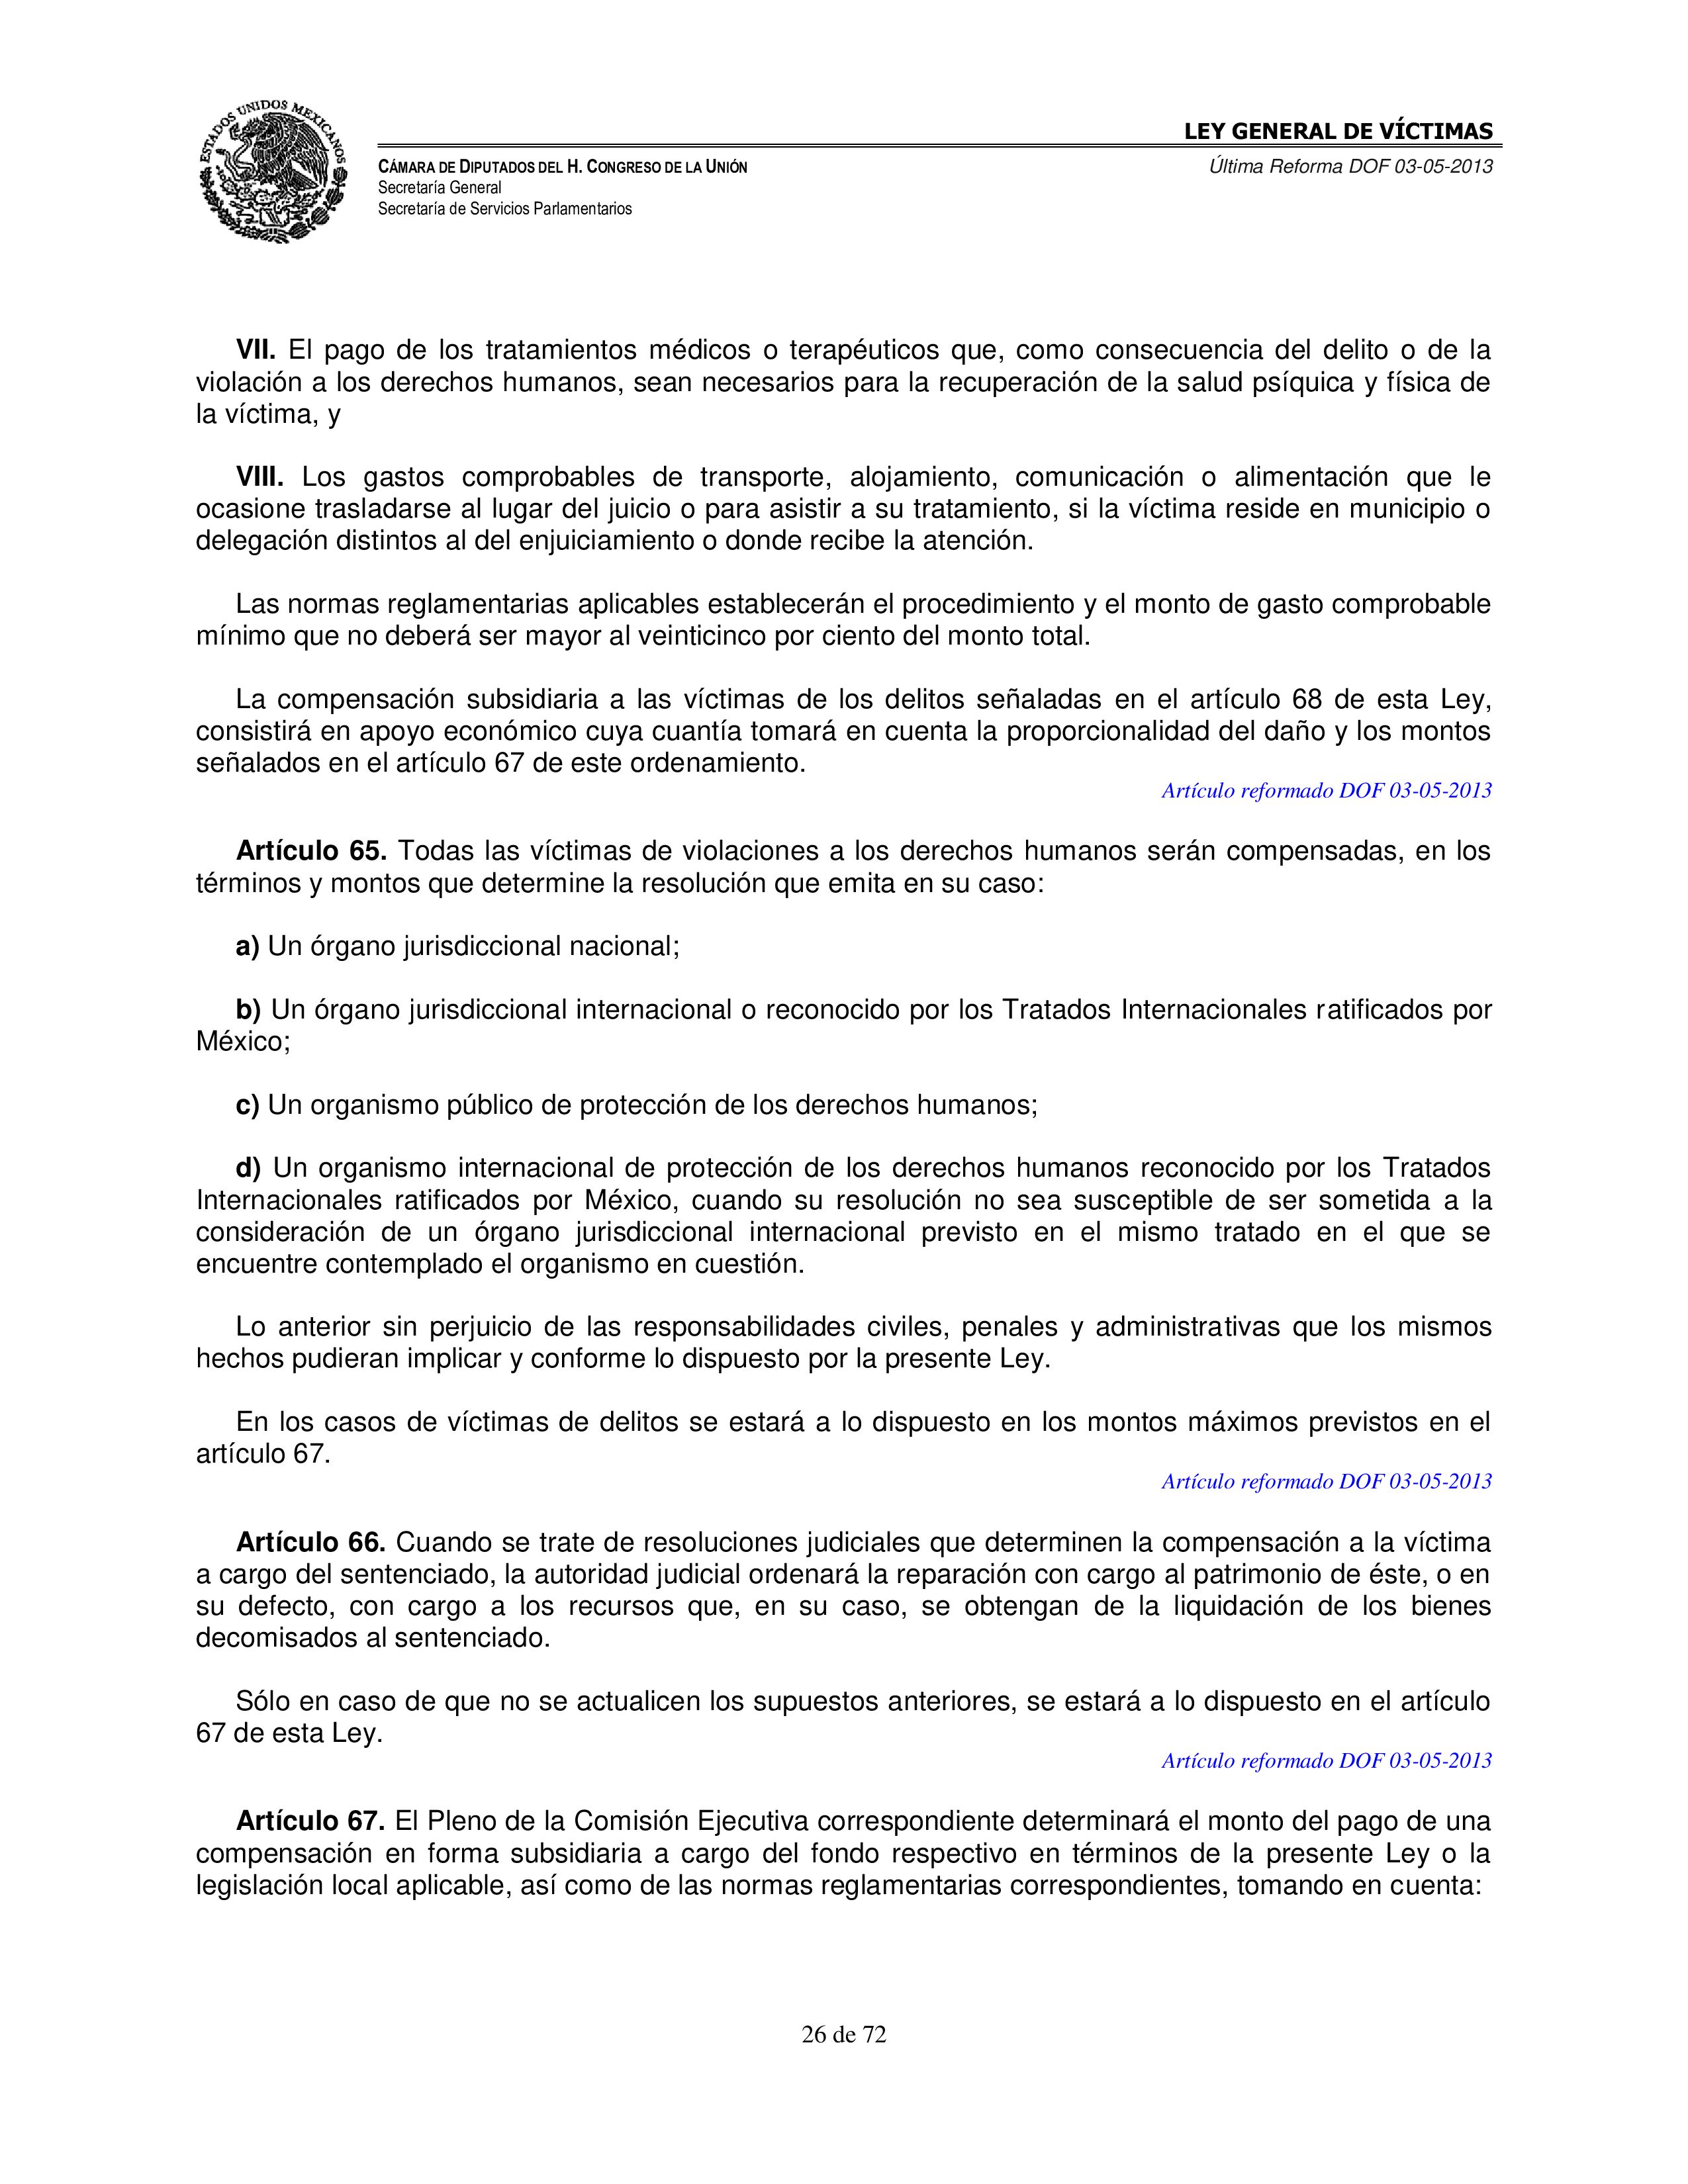 ESTADOS UNIDOS MEXICANOS
LEY GENERAL DE VÍCTIMAS
CÁMARA DE DIPUTADOS DEL H. CONGRESO DE LA UNIÓN
Última Reforma DOF 03-05-2013
Secretaría General
Secretaría de Servicios Parlamentarios
VII. El pago de los tratamientos médicos o terapéuticos que, como consecuencia del delito o de la
violación a los derechos humanos, sean necesarios para la recuperación de la salud psíquica y física de
la víctima, y
VIII. Los gastos comprobables de transporte, alojamiento, comunicación o alimentación que le
ocasione trasladarse al lugar del juicio o para asistir a su tratamiento, si la víctima reside en municipio o
delegación distintos al del enjuiciamiento o donde recibe la atención.
Las normas reglamentarias aplicables establecerán el procedimiento y el monto de gasto comprobable
mínimo que no deberá ser mayor al veinticinco por ciento del monto total.
La compensación subsidiaria a las víctimas de los delitos señaladas en el artículo 68 de esta Ley,
consistirá en apoyo económico cuya cuantía tomará en cuenta la proporcionalidad del daño y los montos
señalados en el artículo 67 de este ordenamiento.
Artículo reformado DOF 03-05-2013
Artículo 65. Todas las víctimas de violaciones a los derechos humanos serán compensadas, en los
términos y montos que determine la resolución que emita en su caso:
a) Un órgano jurisdiccional nacional;
b) Un órgano jurisdiccional internacional o reconocido por los Tratados Internacionales ratificados por
México;
c) Un organismo público de protección de los derechos humanos;
d) Un organismo internacional de protección de los derechos humanos reconocido por los Tratados
Internacionales ratificados por México, cuando su resolución no sea susceptible de ser sometida a la
consideración de un órgano jurisdiccional internacional previsto en el mismo tratado en el que se
encuentre contemplado el organismo en cuestión.
Lo anterior sin perjuicio de las responsabilidades civiles, penales y administrativas que los mismos
hechos pudieran implicar y conforme lo dispuesto por la presente Ley.
En los casos de víctimas de delitos se estará a lo dispuesto en los montos máximos previstos en el
artículo 67.
Artículo reformado DOF 03-05-2013
Artículo 66. Cuando se trate de resoluciones judiciales que determinen la compensación a la víctima
a cargo del sentenciado, la autoridad judicial ordenará la reparación con cargo al patrimonio de éste, o en
su defecto, con cargo a los recursos que, en su caso, se obtengan de la liquidación de los bienes
decomisados al sentenciado.
Sólo en caso de que no se actualicen los supuestos anteriores, se estará a lo dispuesto en el artículo
67 de esta Ley.
Artículo reformado DOF 03-05-2013
Artículo 67. El Pleno de la Comisión Ejecutiva correspondiente determinará el monto del pago de una
compensación en forma subsidiaria a cargo del fondo respectivo en términos de la presente Ley o la
legislación local aplicable, así como de las normas reglamentarias correspondientes, tomando en cuenta:
26 de 72